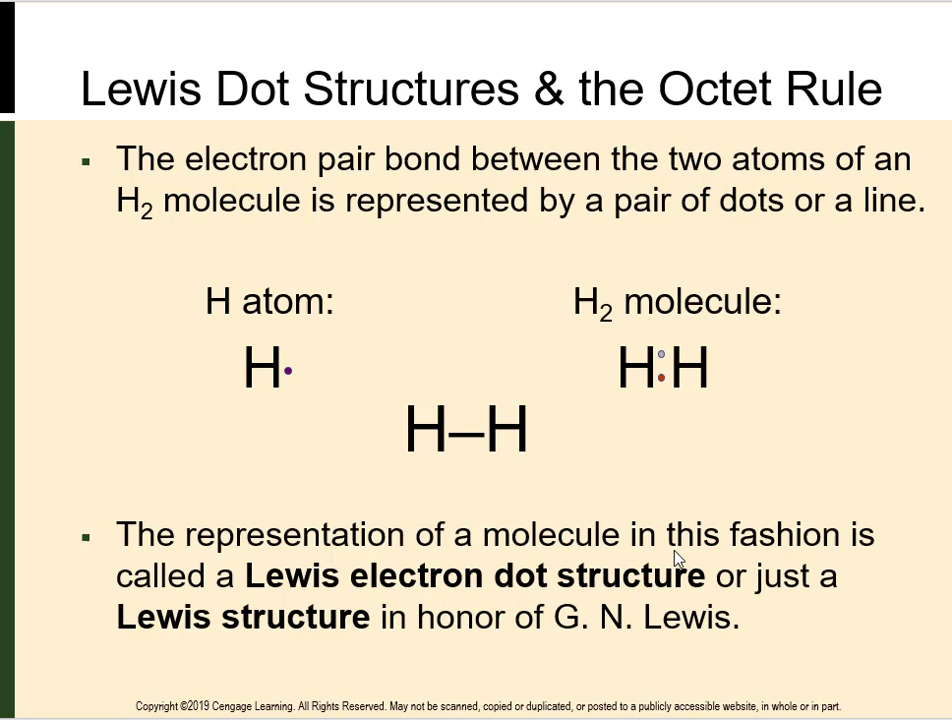 Lewis Dot Structures & the Octet Rule
▪ The electron pair bond between the two atoms of an
H₂ molecule is represented by a pair of dots or a line.
H atom:
H₂ molecule:
H·
H:H
H–H
▪ The representation of a molecule in this fashion is
called a Lewis electron dot structure or just a
Lewis structure in honor of G. N. Lewis.
Copyright ©2019 Cengage Learning. All Rights Reserved. May not be scanned, copied or duplicated, or posted to a publicly accessible website, in whole or in part.